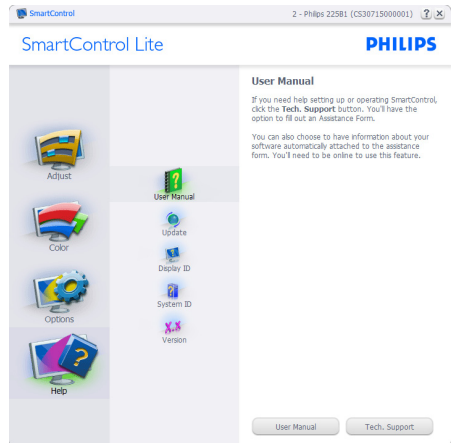 SmartControl
2 - Philips 225B1 (CS30715000001)
? X
SmartControl Lite
PHILIPS
Adjust
Color
Options
Help
User Manual
Update
Display ID
System ID
X.X
Version
User Manual
If you need help setting up or operating SmartControl,
click the Tech. Support button. You'll have the
option to fill out an Assistance Form.
You can also choose to have information about your
software automatically attached to the assistance
form. You'll need to be online to use this feature.
User Manual
Tech. Support